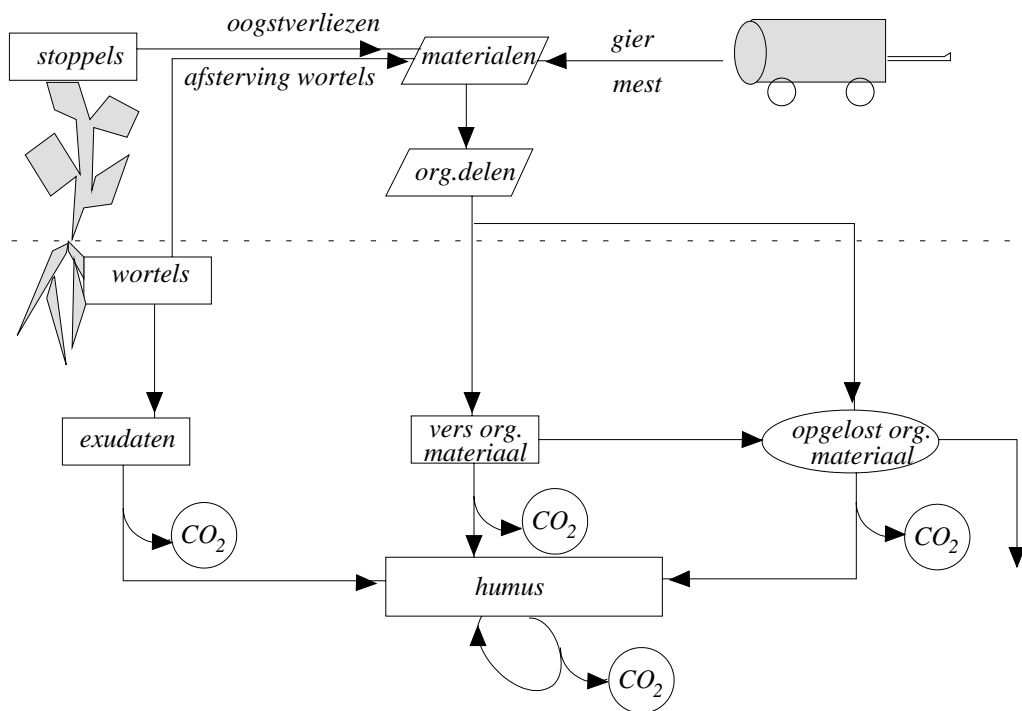 oogstverliezen
stoppels
materialen
gier
afsterving wortels
mest
org.delen
wortels
exudaten
vers org.
materiaal
opgelost org.
materiaal
CO2
CO2
CO2
humus
CO2